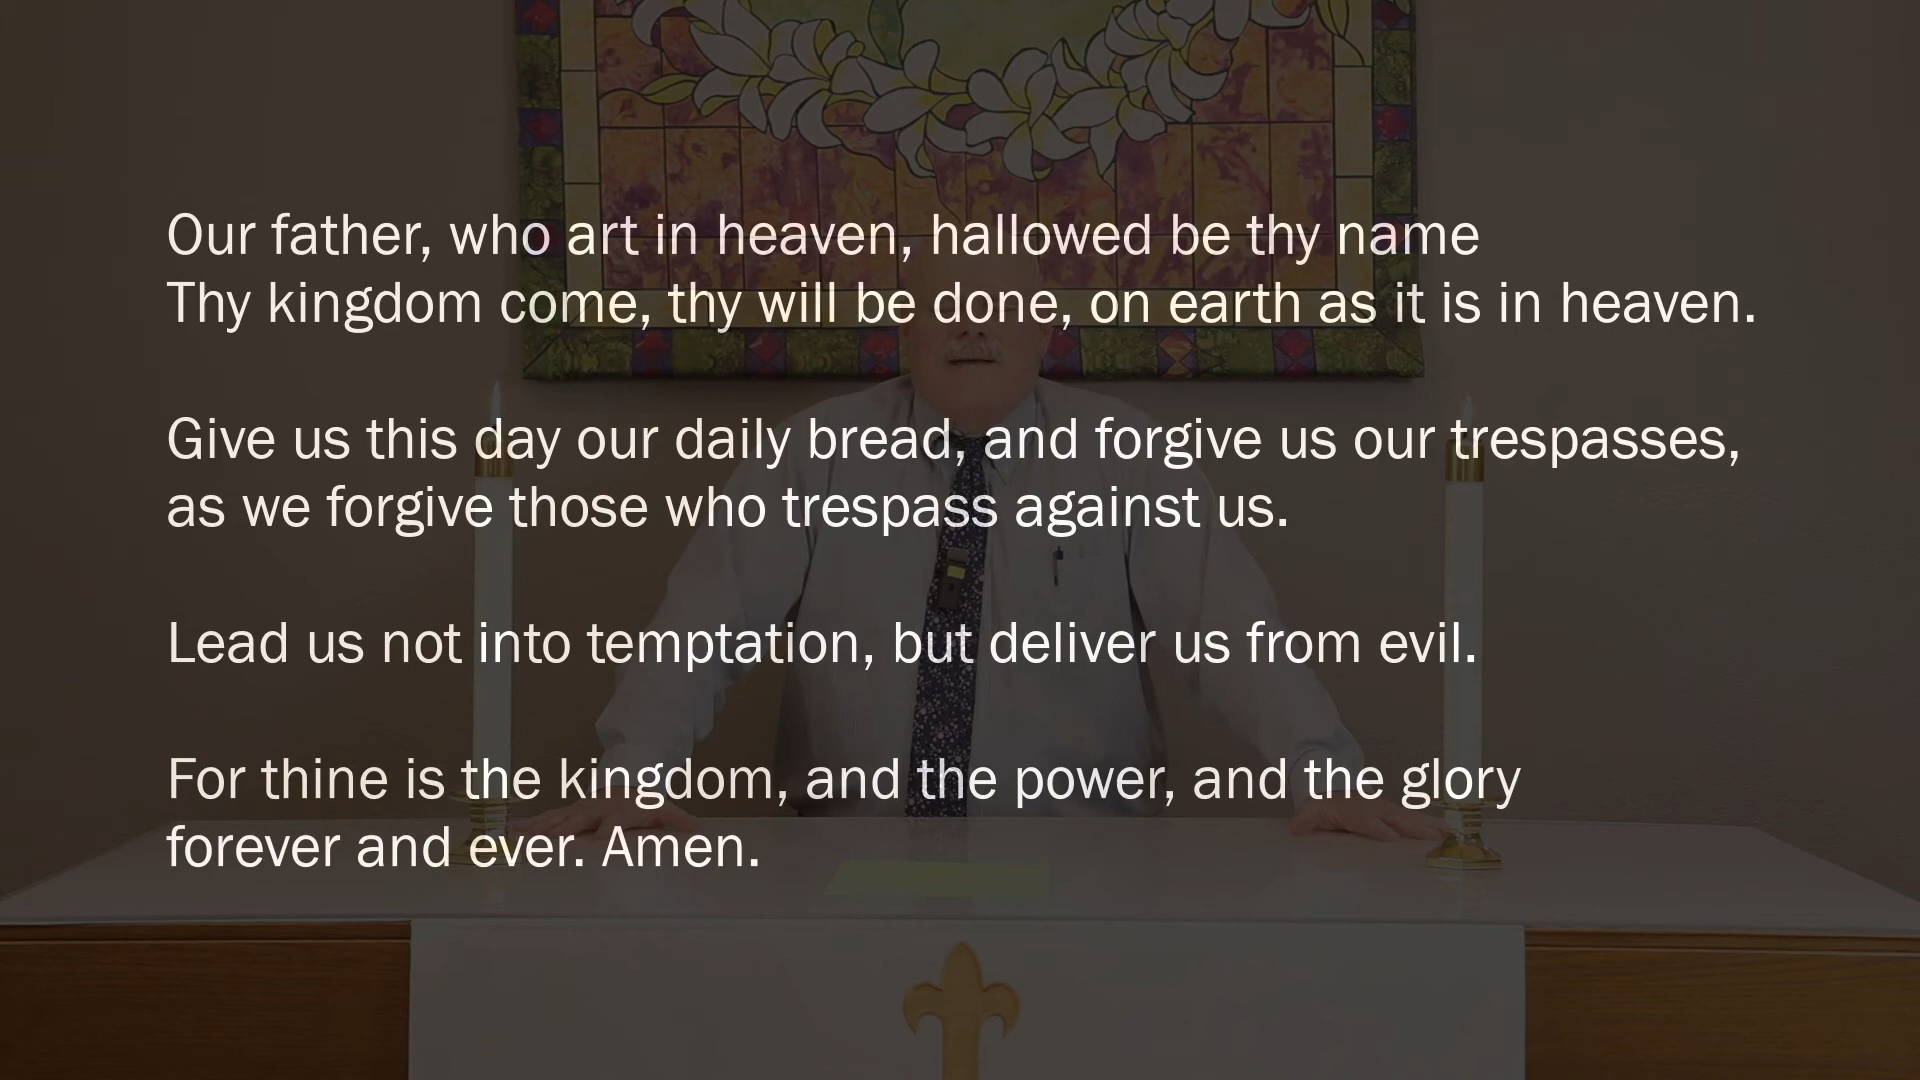 Our father, who art in heaven, hallowed be thy name
Thy kingdom come, thy will be done, on earth as it is in heaven.
Give us this day our daily bread, and forgive us our trespasses,
as we forgive those who trespass against us.
Lead us not into temptation, but deliver us from evil.
For thine is the kingdom, and the power, and the glory
forever and ever. Amen.